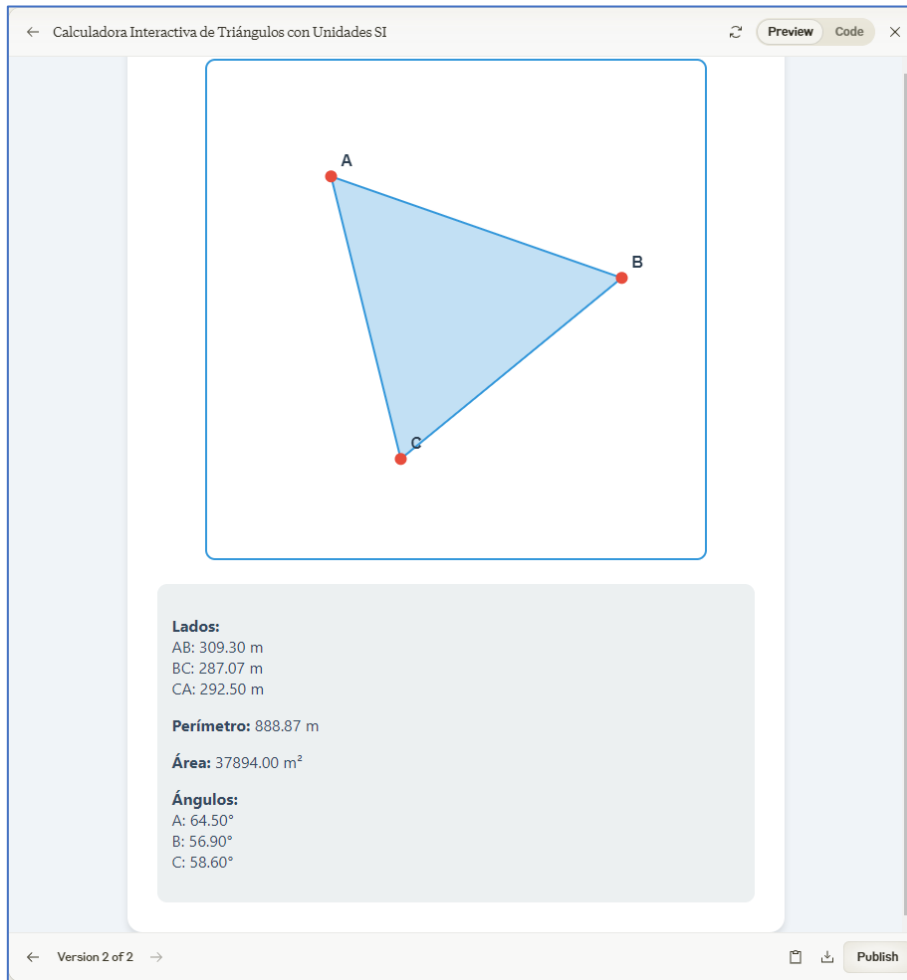 Calculadora Interactiva de Triángulos con Unidades SI
Preview
Code
A
B
C
Lados:
AB: 309.30 m
BC: 287.07 m
CA: 292.50 m
Perímetro: 888.87 m
Área: 37894.00 m²
Ángulos:
A: 64.50°
B: 56.90°
C: 58.60°
Version 2 of 2
Publish